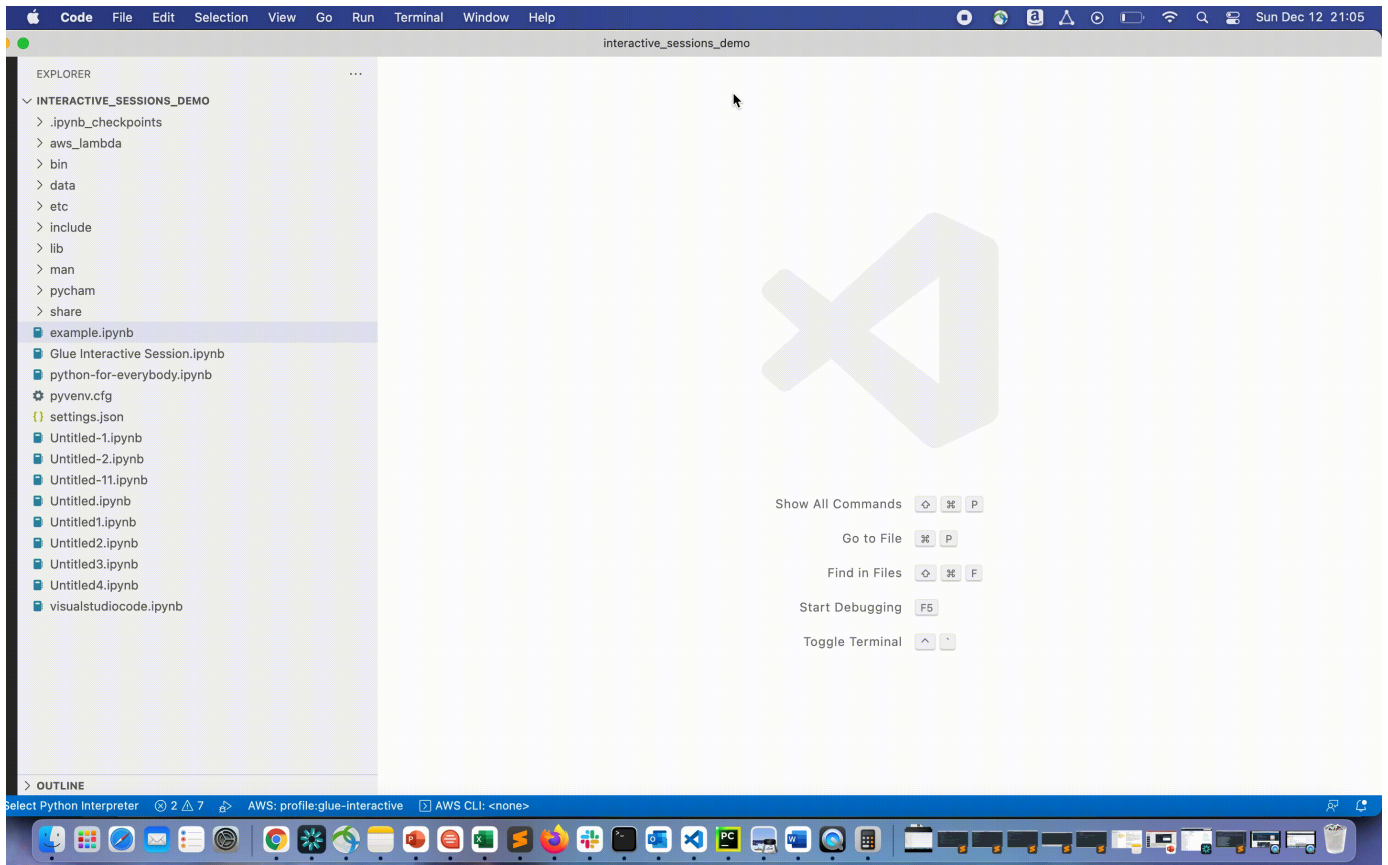 Code File Edit Selection View Go Run Terminal Window Help a Sun Dec 12 21:05
interactive_sessions_demo
EXPLORER ...
INTERACTIVE_SESSIONS_DEMO
.ipynb_checkpoints
aws_lambda
bin
data
etc
include
lib
man
pycham
share
example.ipynb
Glue Interactive Session.ipynb
python-for-everybody.ipynb
pyvenv.cfg
{} settings.json
Untitled-1.ipynb
Untitled-2.ipynb
Untitled-11.ipynb
Untitled.ipynb
Untitled1.ipynb
Untitled2.ipynb
Untitled3.ipynb
Untitled4.ipynb
visualstudiocode.ipynb
Show All Commands ⇧ ⌘ P
Go to File ⌘ P
Find in Files ⇧ ⌘ F
Start Debugging F5
Toggle Terminal ^ `
OUTLINE
Select Python Interpreter 2 7 AWS: profile:glue-interactive AWS CLI: <none>
P X S PC W